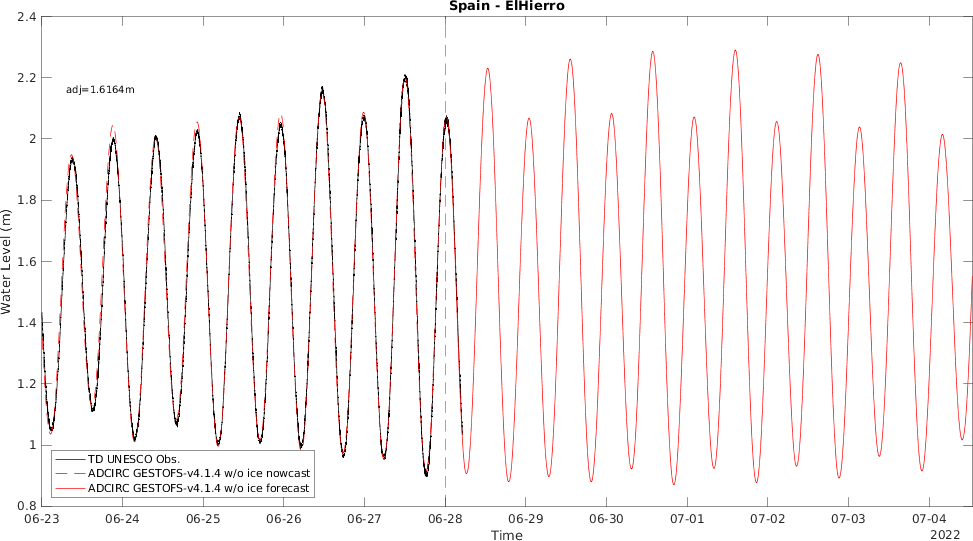 Spain - ElHierro
adj=1.6164m
Water Level (m)
2.4
2.2
2
1.8
1.6
1.4
1.2
1
0.8
TD UNESCO Obs.
ADCIRC GESTOFS-v4.1.4 w/o ice nowcast
ADCIRC GESTOFS-v4.1.4 w/o ice forecast
06-23 06-24 06-25 06-26 06-27 06-28 06-29 06-30 07-01 07-02 07-03 07-04
2022
Time